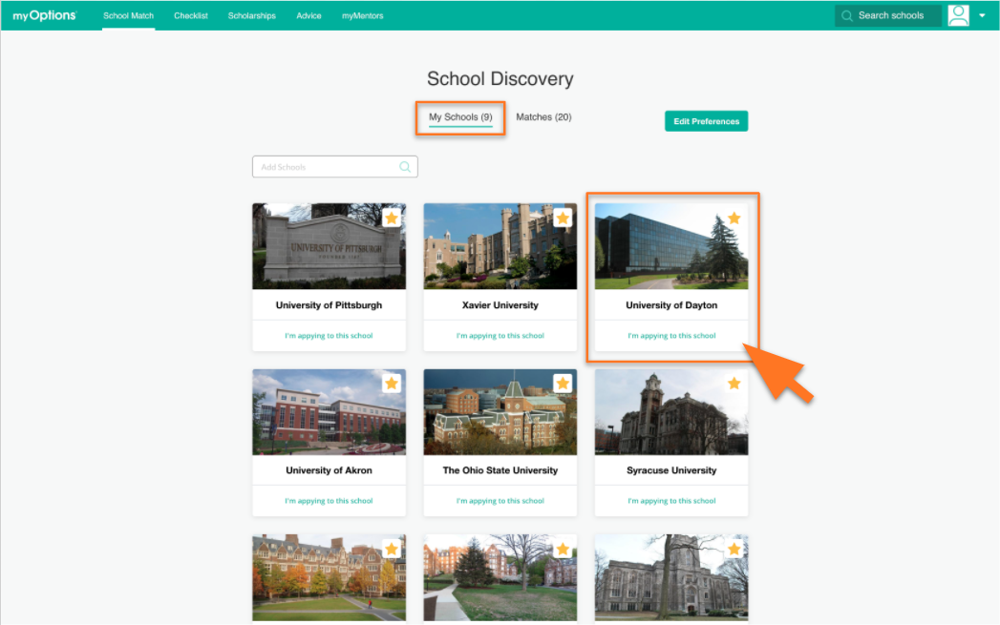 myOptions
School Match Checklist Scholarships Advice myMentors
Search schools
School Discovery
My Schools (9) Matches (20)
Edit Preferences
Add Schools
UNIVERSITY OF PITTSBURGH
University of Pittsburgh
I'm appying to this school
Xavier University
I'm appying to this school
University of Dayton
I'm appying to this school
University of Akron
I'm appying to this school
The Ohio State University
I'm appying to this school
Syracuse University
I'm appying to this school